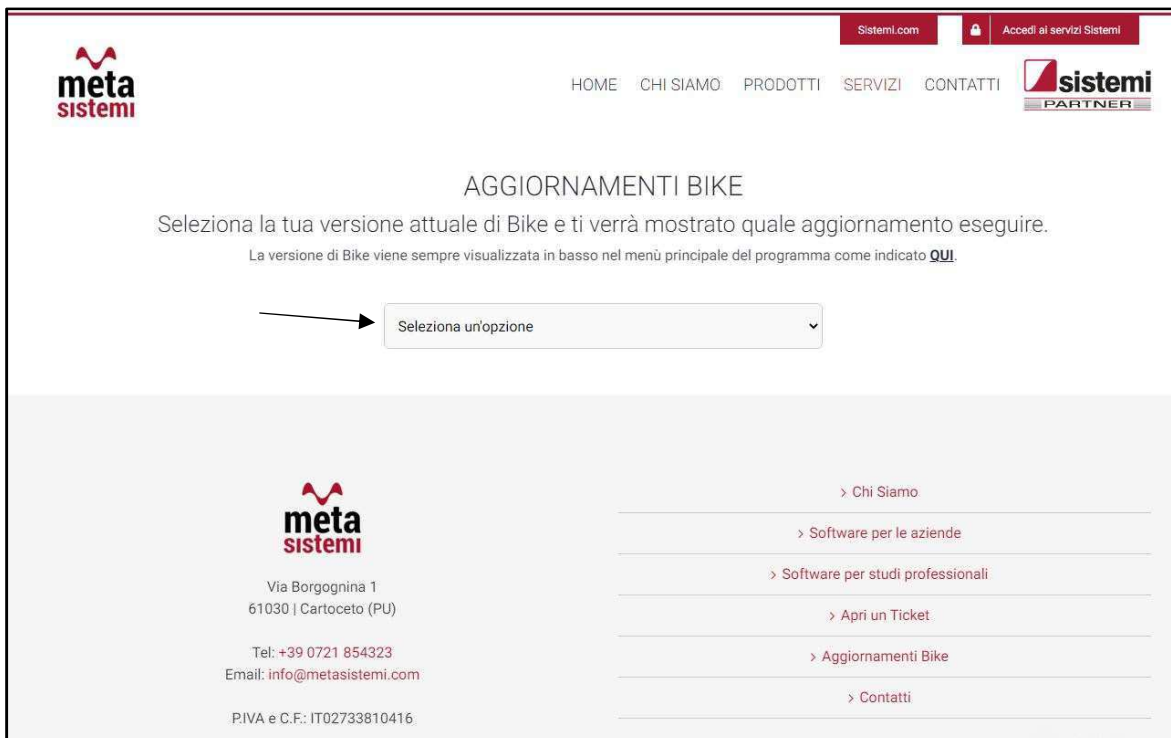 Sistemi.com
Accedi ai servizi Sistemi
meta
sistemi
HOME CHI SIAMO PRODOTTI SERVIZI CONTATTI
sistemi
PARTNER
AGGIORNAMENTI BIKE
Seleziona la tua versione attuale di Bike e ti verrà mostrato quale aggiornamento eseguire.
La versione di Bike viene sempre visualizzata in basso nel menù principale del programma come indicato QUI.
Seleziona un'opzione
meta
sistemi
Via Borgognina 1
61030 | Cartoceto (PU)
Tel: +39 0721 854323
Email: info@metasistemi.com
P.IVA e C.F.: IT02733810416
> Chi Siamo
> Software per le aziende
> Software per studi professionali
> Apri un Ticket
> Aggiornamenti Bike
> Contatti